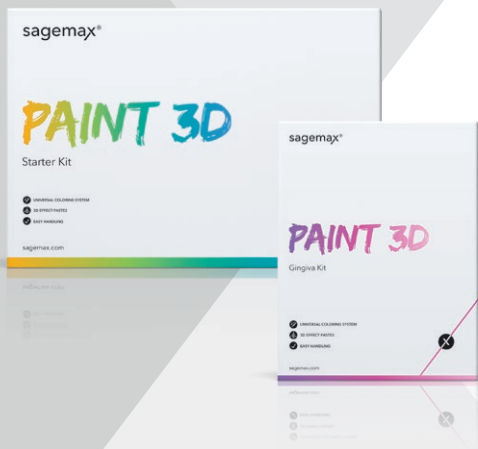 sagemax®
PAINT 3D
Starter Kit
UNIVERSAL COLORING SYSTEM
3D EFFECT PASTES
EASY HANDLING
sagemax.com
sagemax®
PAINT 3D
Gingiva Kit
UNIVERSAL COLORING SYSTEM
3D EFFECT PASTES
EASY HANDLING
sagemax.com
X